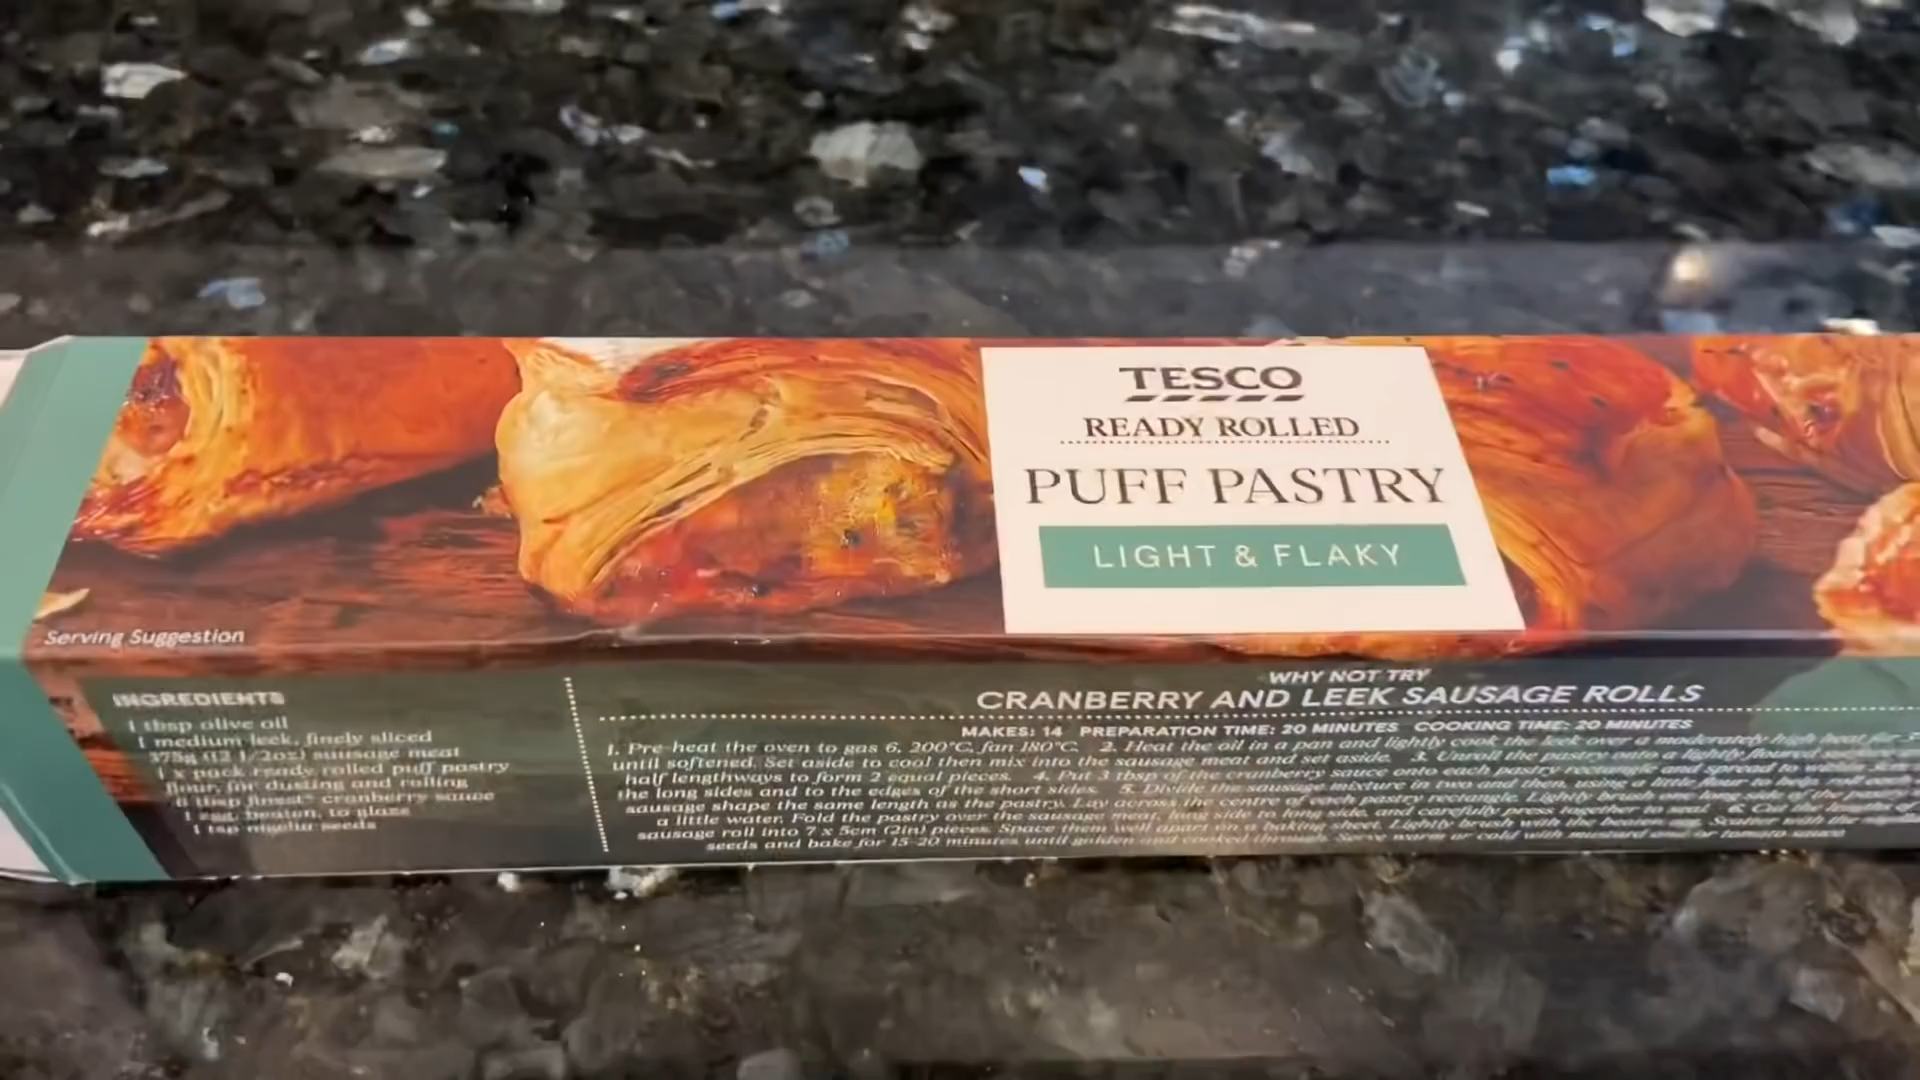 TESCO
READY ROLLED
PUFF PASTRY
LIGHT & FLAKY
Serving Suggestion
INGREDIENTS
1 tbsp olive oil
1 medium leek, finely sliced
375g (12 1/2oz) sausage meat
1 x pack ready rolled puff pastry
flour, for dusting and rolling
6 tbsp finest* cranberry sauce
1 egg, beaten, to glaze
1 tsp nigella seeds
WHY NOT TRY
CRANBERRY AND LEEK SAUSAGE ROLLS
MAKES: 14 PREPARATION TIME: 20 MINUTES COOKING TIME: 20 MINUTES
1. Pre-heat the oven to gas 6, 200°C, fan 180°C. 2. Heat the oil in a pan and lightly cook the leek over a moderately high heat for
until softened. Set aside to cool then mix into the sausage meat and set aside. 3. Unroll the pastry onto a lightly floured
half lengthways to form 2 equal pieces. 4. Put 3 tbsp of the cranberry sauce onto each pastry rectangle and spread to
the long sides and to the edges of the short sides. 5. Divide the sausage mixture in two and then, using a little flour to help, roll each
sausage shape the same length as the pastry. Lay across the centre of each pastry rectangle. Lightly brush one long side of the
a little water. Fold the pastry over the sausage meat, long side to long side, and carefully press together to seal. 6. Cut the lengths of
sausage roll into 7 x 5cm (2in) pieces. Space them well apart on a baking sheet. Lightly brush with the beaten egg. Scatter with the
seeds and bake for 15-20 minutes until golden and cooked through. Serve warm or cold with mustard or tomato sauce